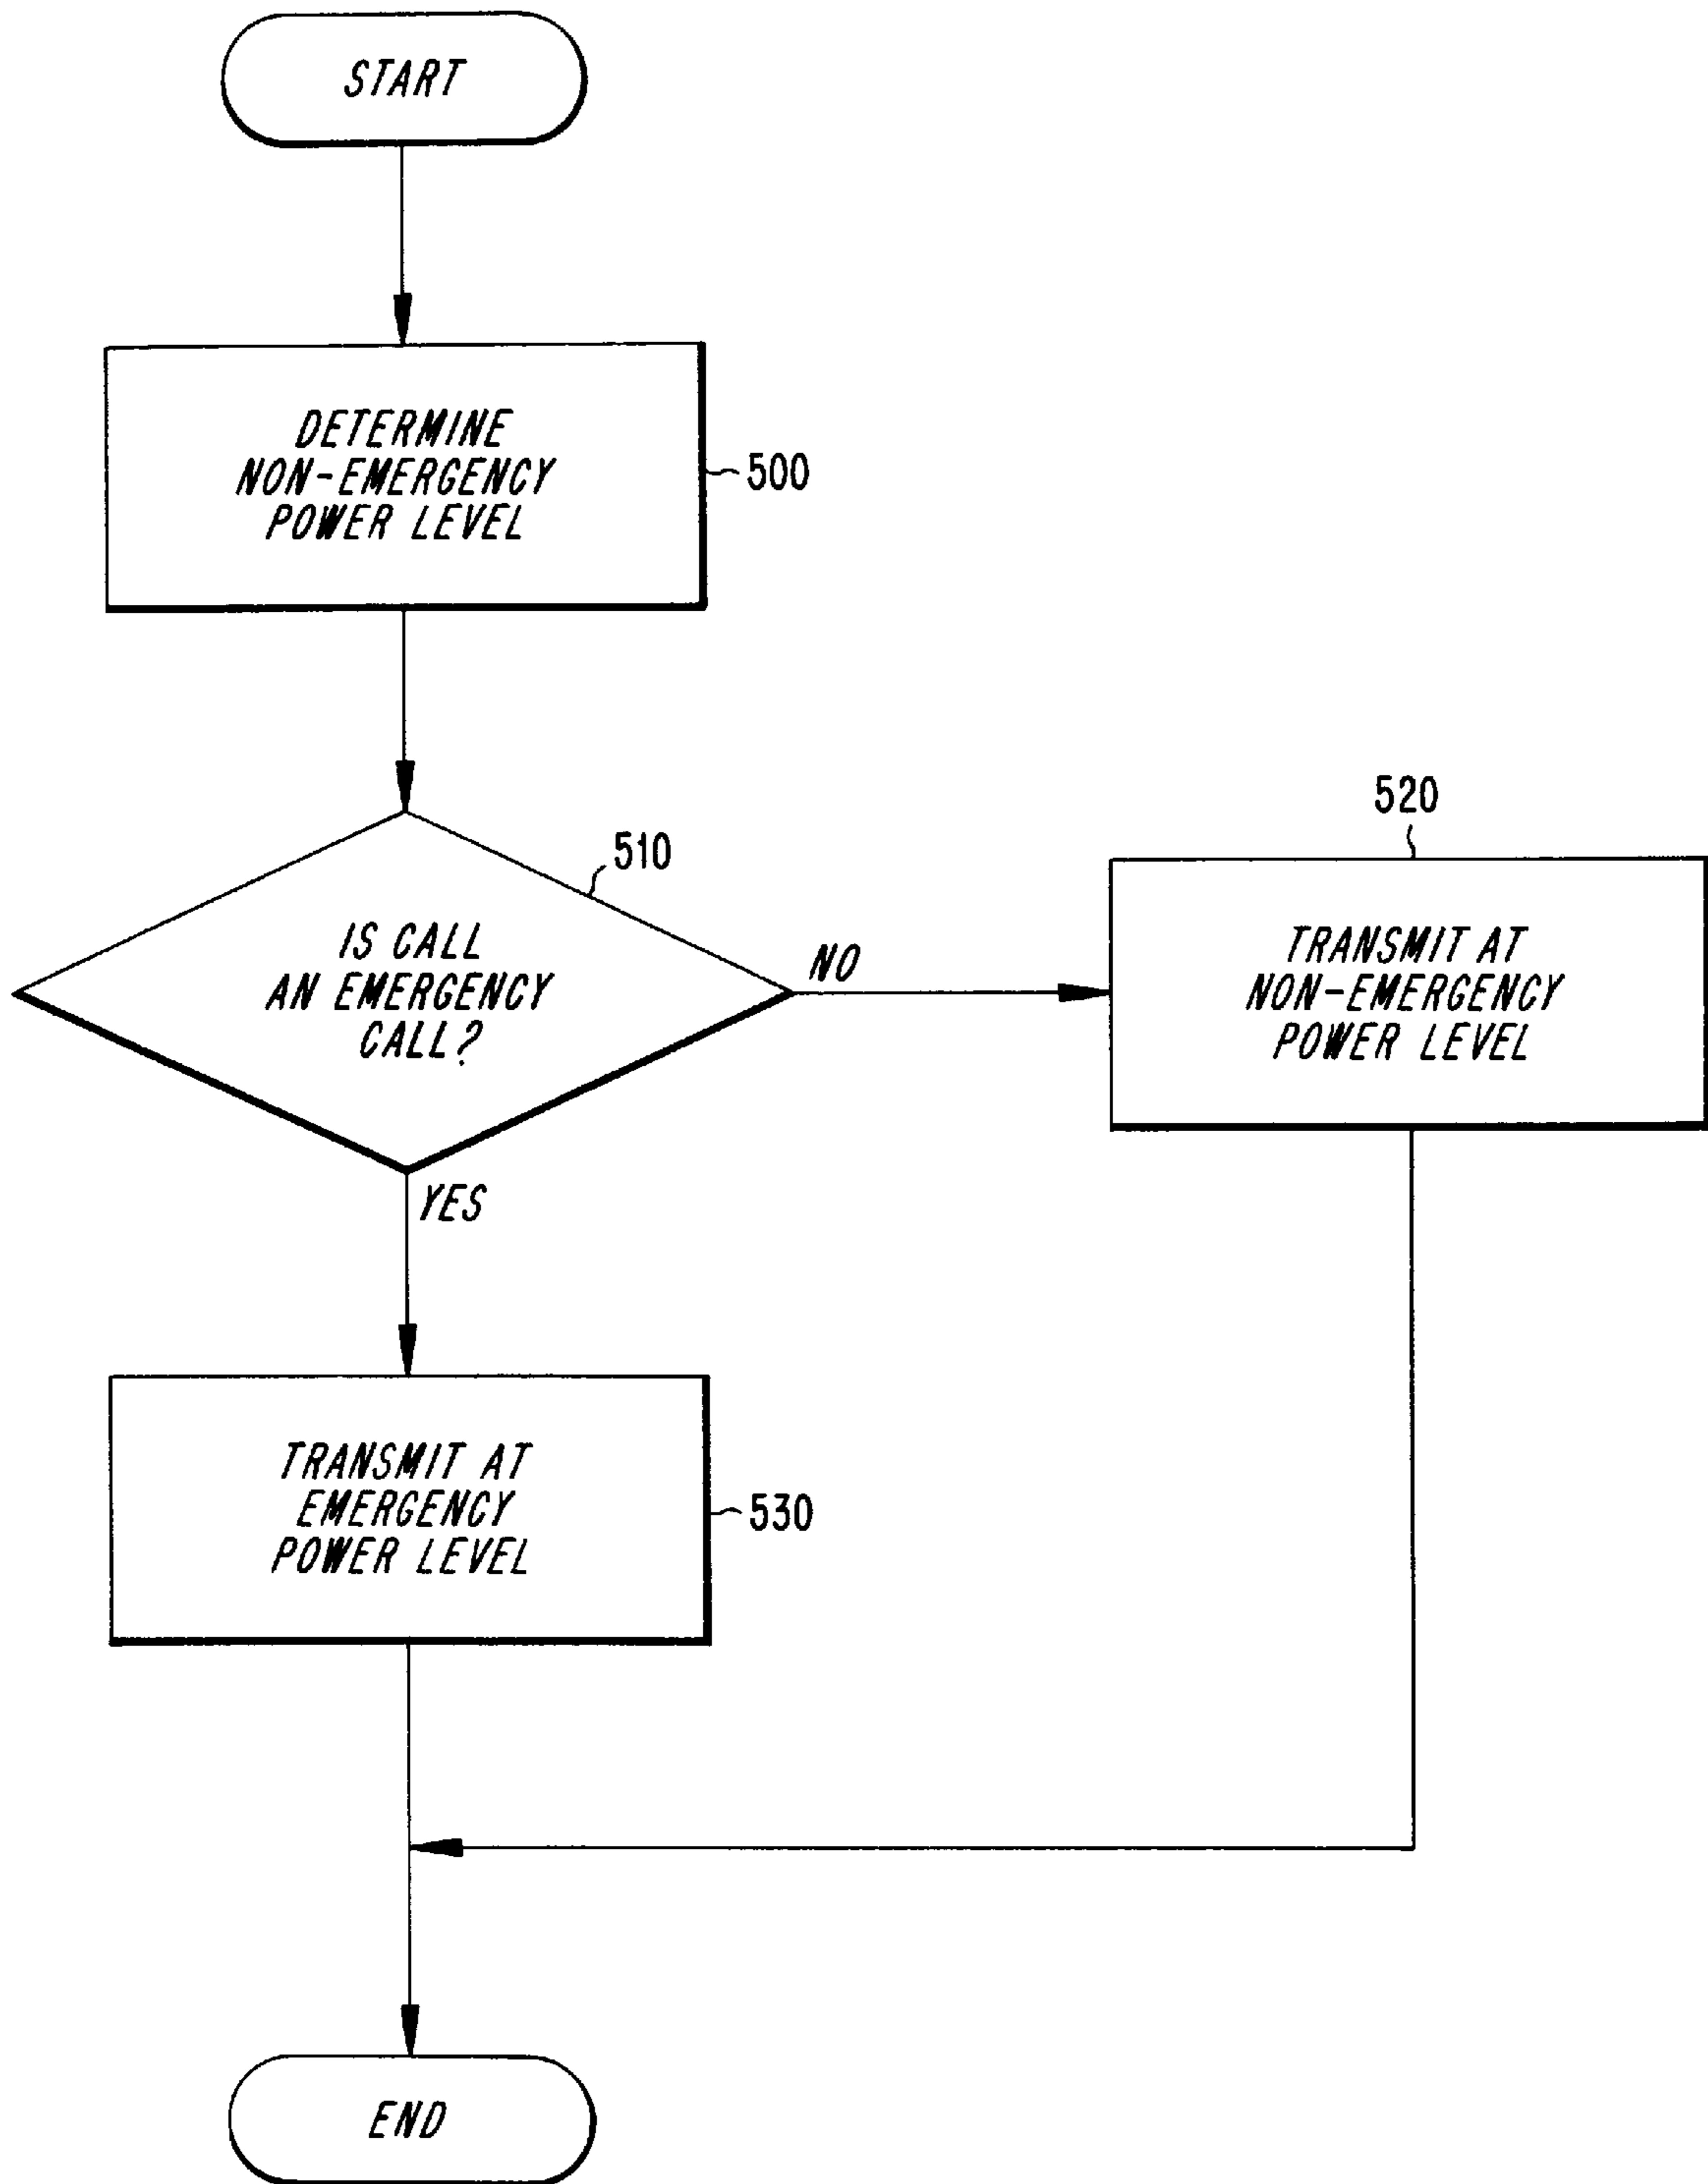 START
DETERMINE
NON-EMERGENCY
POWER LEVEL
500
IS CALL
AN EMERGENCY
CALL?
510
NO
520
TRANSMIT AT
NON-EMERGENCY
POWER LEVEL
YES
TRANSMIT AT
EMERGENCY
POWER LEVEL
530
END